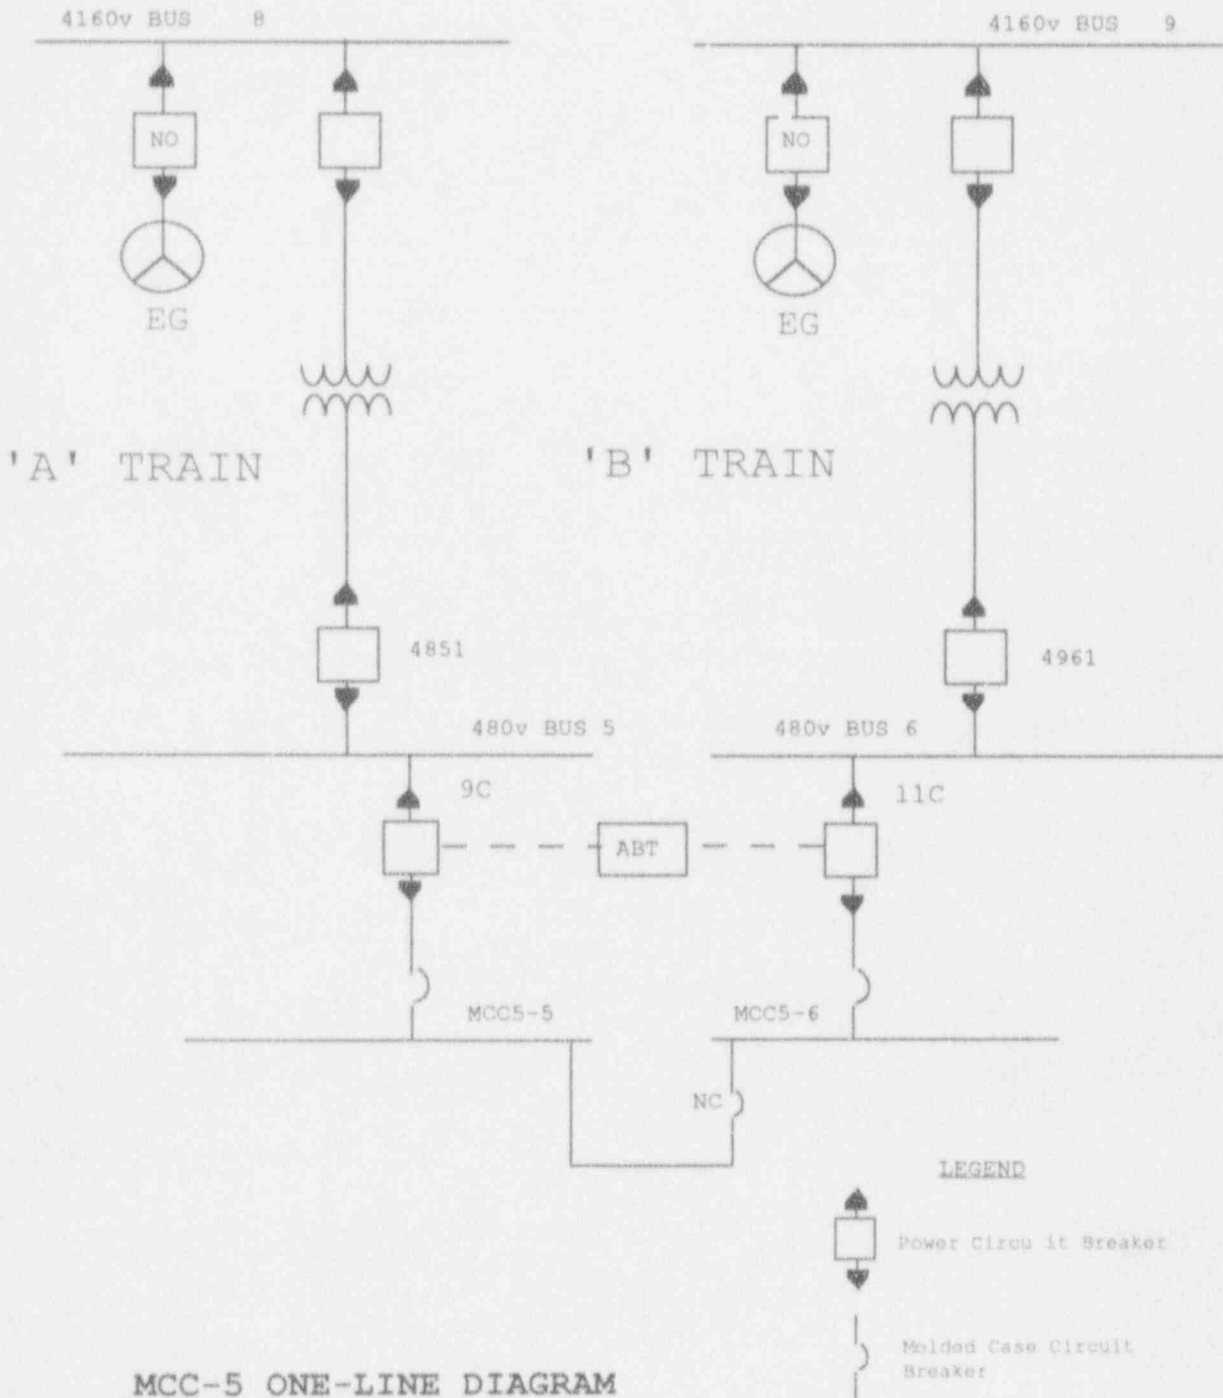 4160v BUS 8
4160v BUS 9
NO
NO
EG
EG
'A' TRAIN
'B' TRAIN
4851
4961
480v BUS 5
480v BUS 6
9C
11C
ABT
MCC5-5
MCC5-6
NC
LEGEND
Power Circu it Breaker
Molded Case Circuit
Breaker
MCC-5 ONE-LINE DIAGRAM